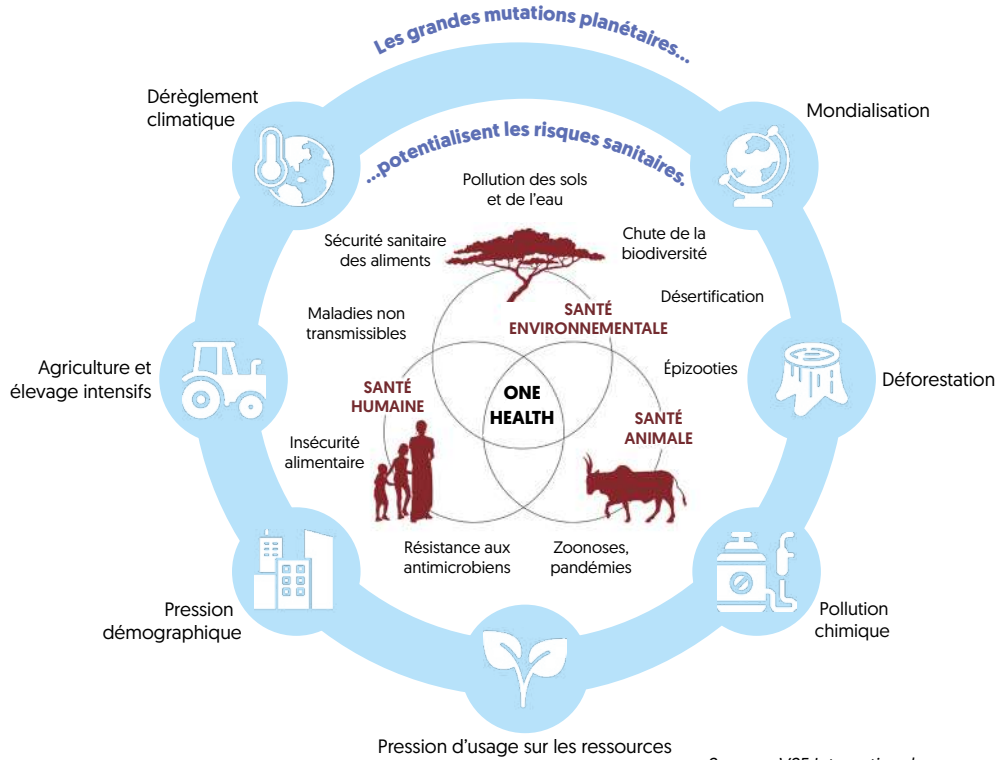 Les grandes mutations planétaires...
Dérèglement
climatique
Mondialisation
...potentialisent les risques sanitaires.
Pollution des sols
et de l'eau
Sécurité sanitaire
des aliments
Chute de la
biodiversité
Désertification
Maladies non
transmissibles
SANTÉ
ENVIRONNEMENTALE
Agriculture et
élevage intensifs
Épizooties
Déforestation
SANTÉ
HUMAINE
ONE
HEALTH
SANTÉ
ANIMALE
Insécurité
alimentaire
Résistance aux
antimicrobiens
Zoonoses,
pandémies
Pression
démographique
Pollution
chimique
Pression d'usage sur les ressources